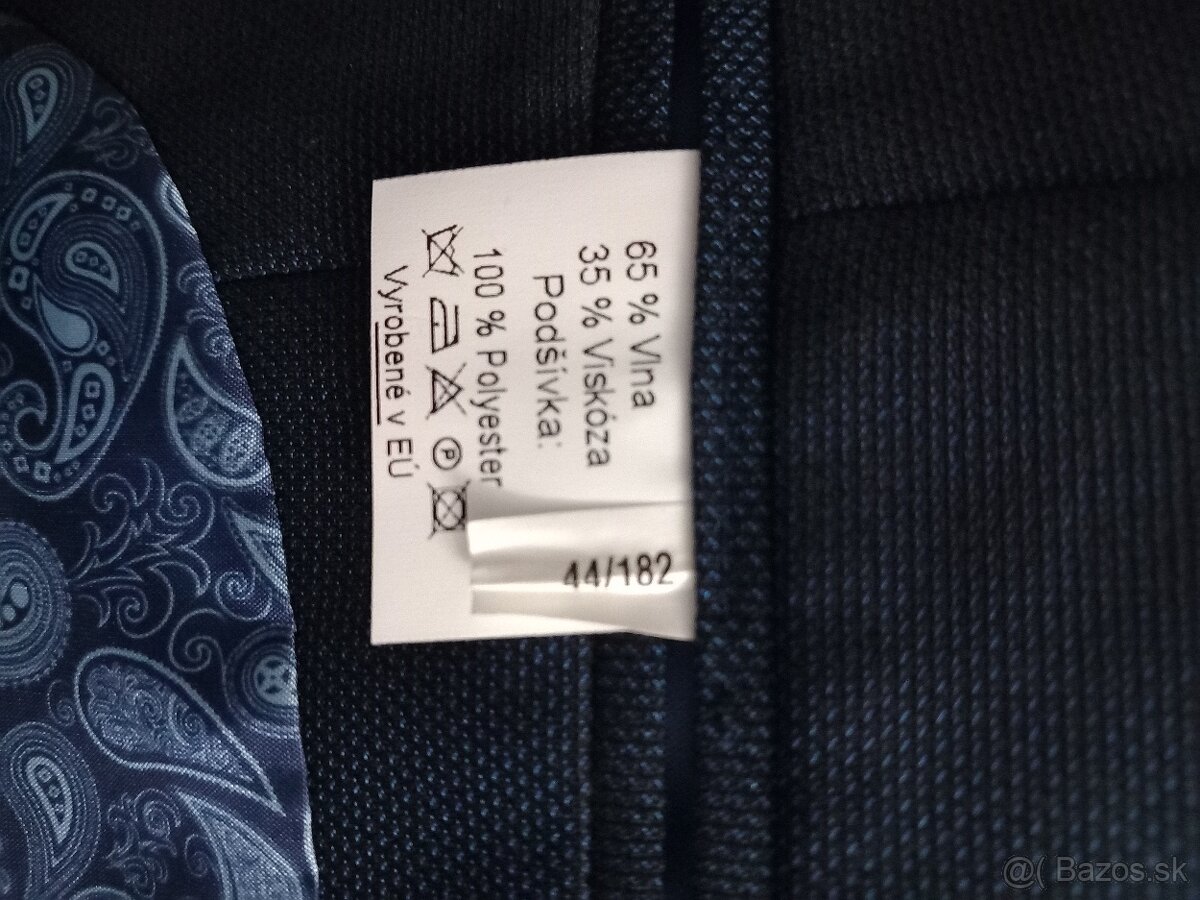 65 % Vlna
35 % Viskóza
Podšívka:
100 % Polyester
P
Vyrobené v EÚ
44/182
@( Bazos.sk